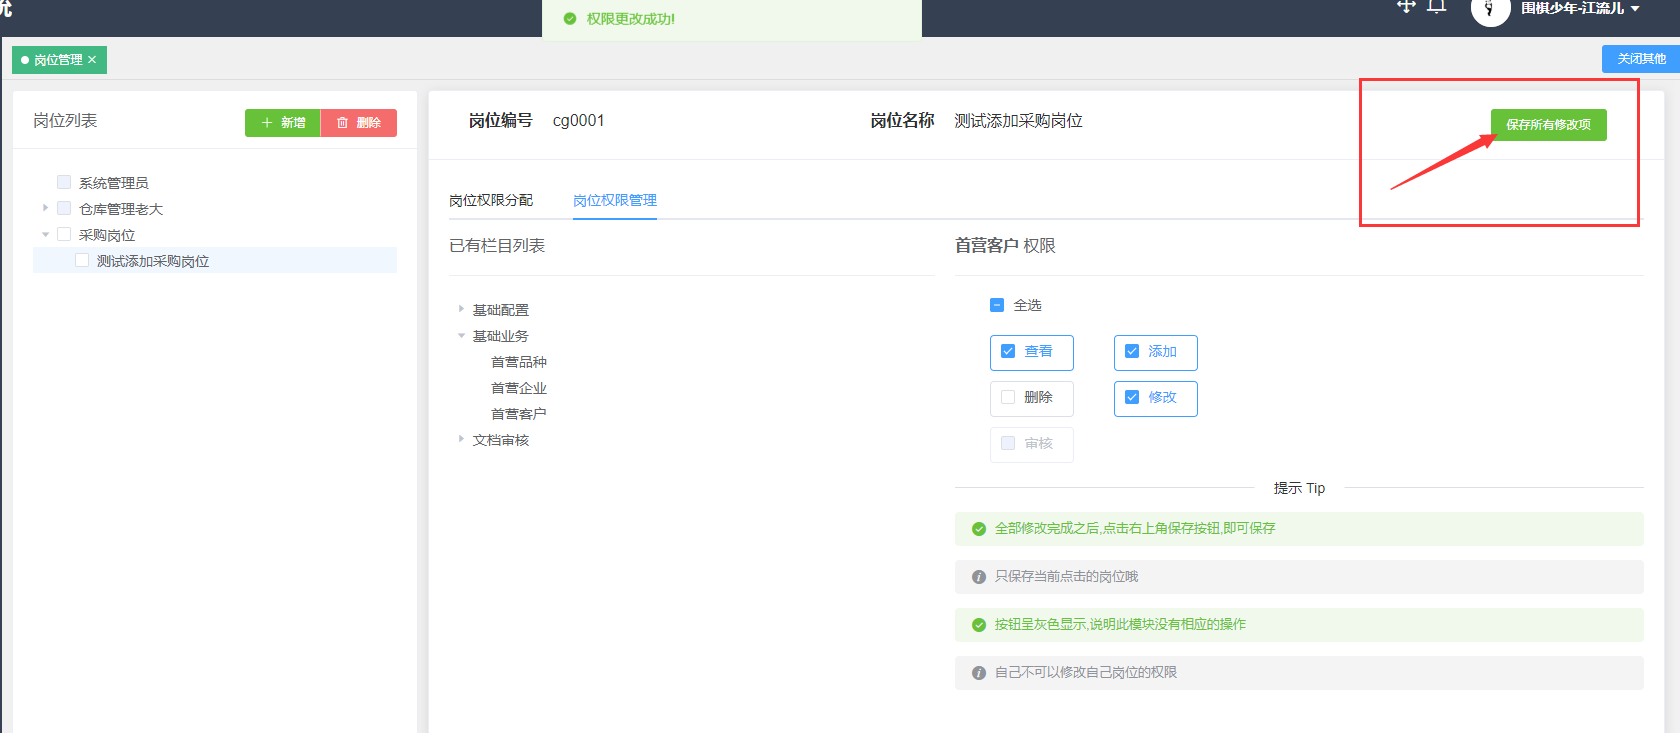 统
权限更改成功!
围棋少年-江流儿
岗位管理
关闭其他
岗位列表
新增
删除
系统管理员
仓库管理老大
采购岗位
测试添加采购岗位
岗位编号 cg0001
岗位名称 测试添加采购岗位
保存所有修改项
岗位权限分配
岗位权限管理
已有栏目列表
基础配置
基础业务
首营品种
首营企业
首营客户
文档审核
首营客户 权限
全选
查看
添加
删除
修改
审核
提示 Tip
全部修改完成之后,点击右上角保存按钮,即可保存
只保存当前点击的岗位哦
按钮呈灰色显示,说明此模块没有相应的操作
自己不可以修改自己岗位的权限